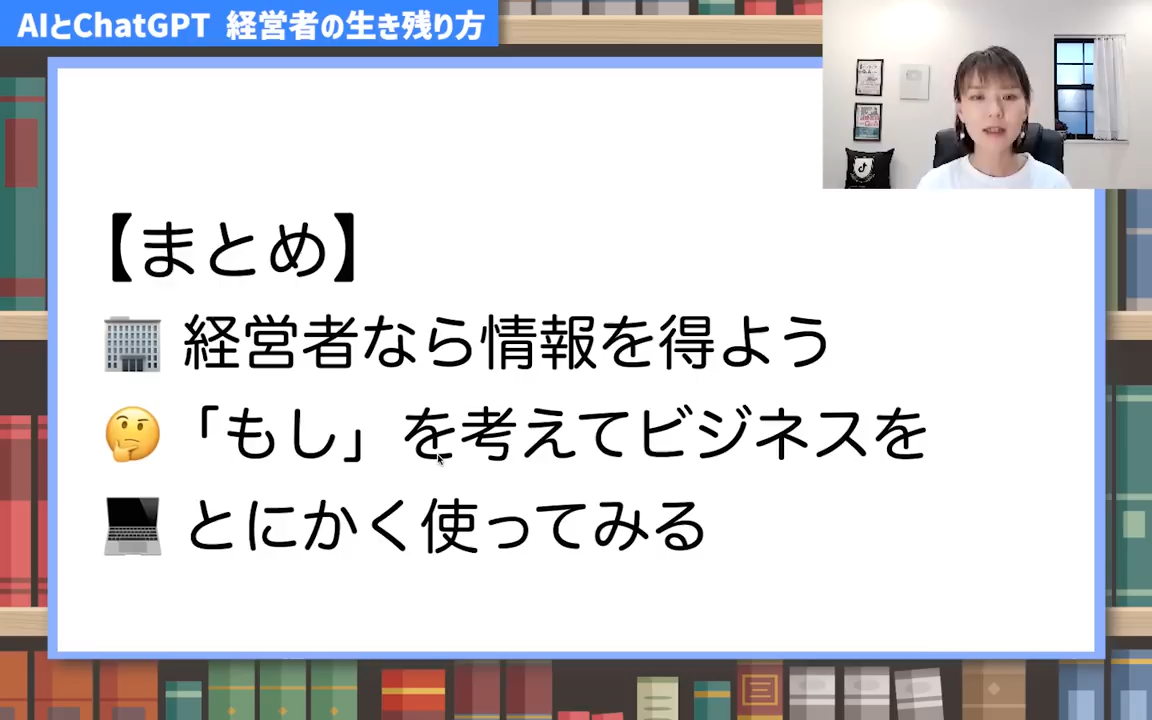 AIとChatGPT 経営者の生き残り方
【まとめ】
🏢 経営者なら情報を得よう
🤔 「もし」を考えてビジネスを
💻 とにかく使ってみる